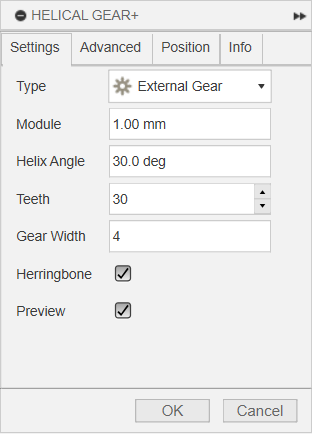 HELICAL GEAR+
Settings Advanced Position Info
Type External Gear
Module 1.00 mm
Helix Angle 30.0 deg
Teeth 30
Gear Width 4
Herringbone
Preview
OK Cancel